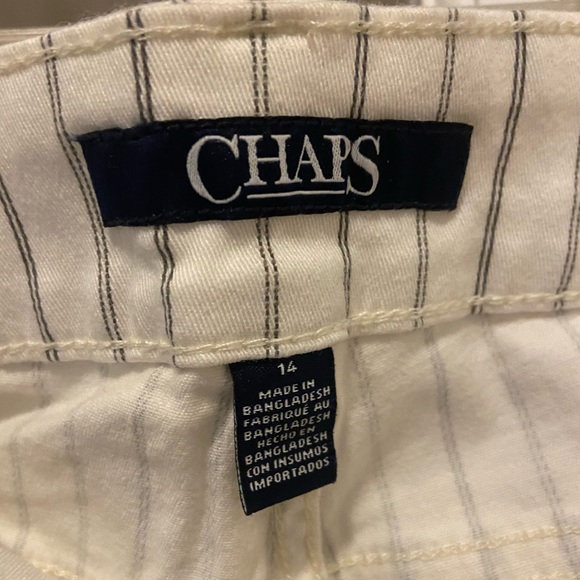 CHAPS
14
MADE IN
BANGLADESH
FABRIQUÉ AU
BANGLADESH
HECHO EN
BANGLADESH
CON INSUMOS
IMPORTADOS